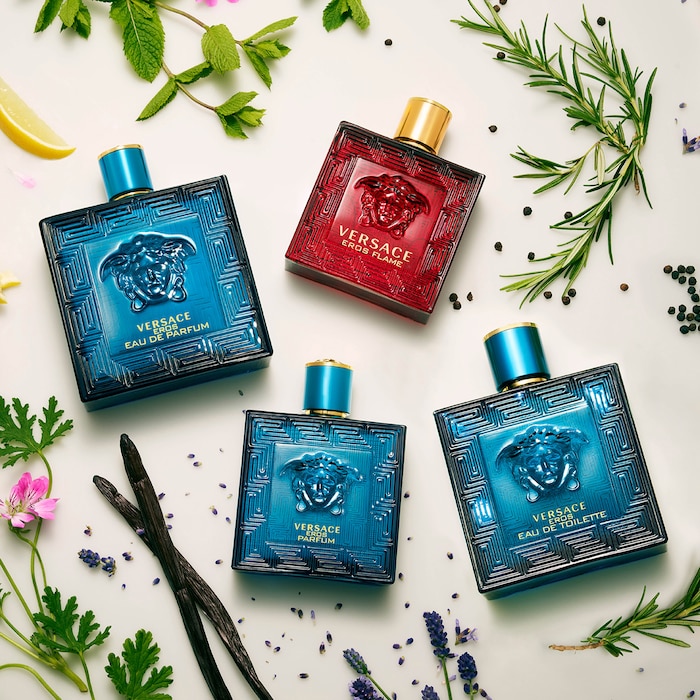 VERSACE
EROS FLAME
VERSACE
EROS
EAU DE PARFUM
VERSACE
EROS
PARFUM
VERSACE
EROS
EAU DE TOILETTE